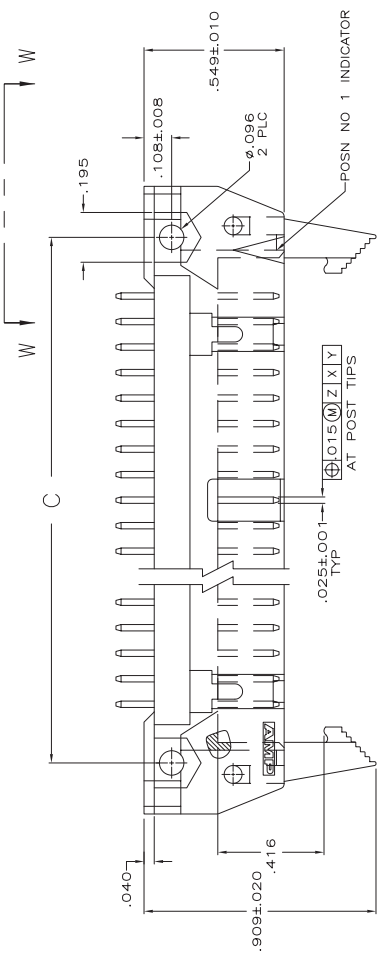 W
W
C
.195
.108±.008
.549±.010
ø.096
2 PLC
POSN NO 1 INDICATOR
.040
.909±.020
.416
AMP
.025±.001
TYP
⌖ .015 Ⓜ Z X Y
AT POST TIPS